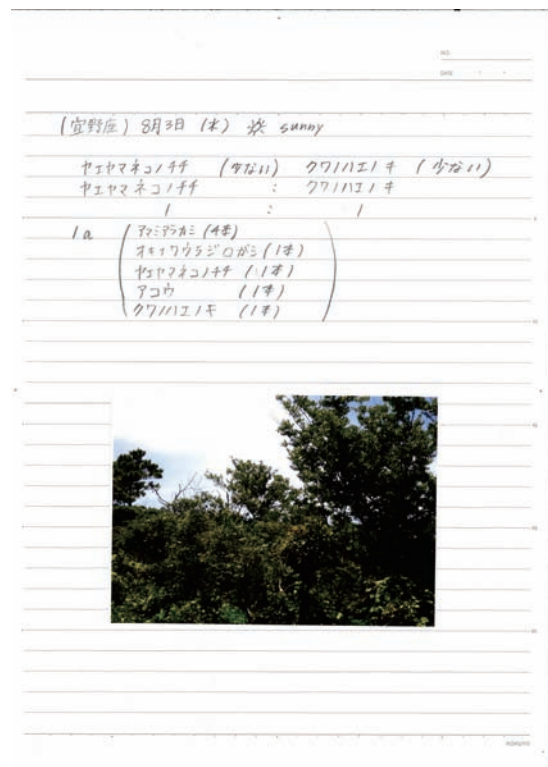 NO.
DATE
(宜野座) 8月3日 (水) sunny
ヤエヤマネコノチチ (少ない) クワノハエノキ (少ない)
ヤエヤマネコノチチ : クワノハエノキ
1 : 1
1a
アマミアラカシ (4本)
オキナワウラジロガシ (1本)
ヤエヤマネコノチチ (1本)
アコウ (1本)
クワノハエノキ (1本)
KOKUYO